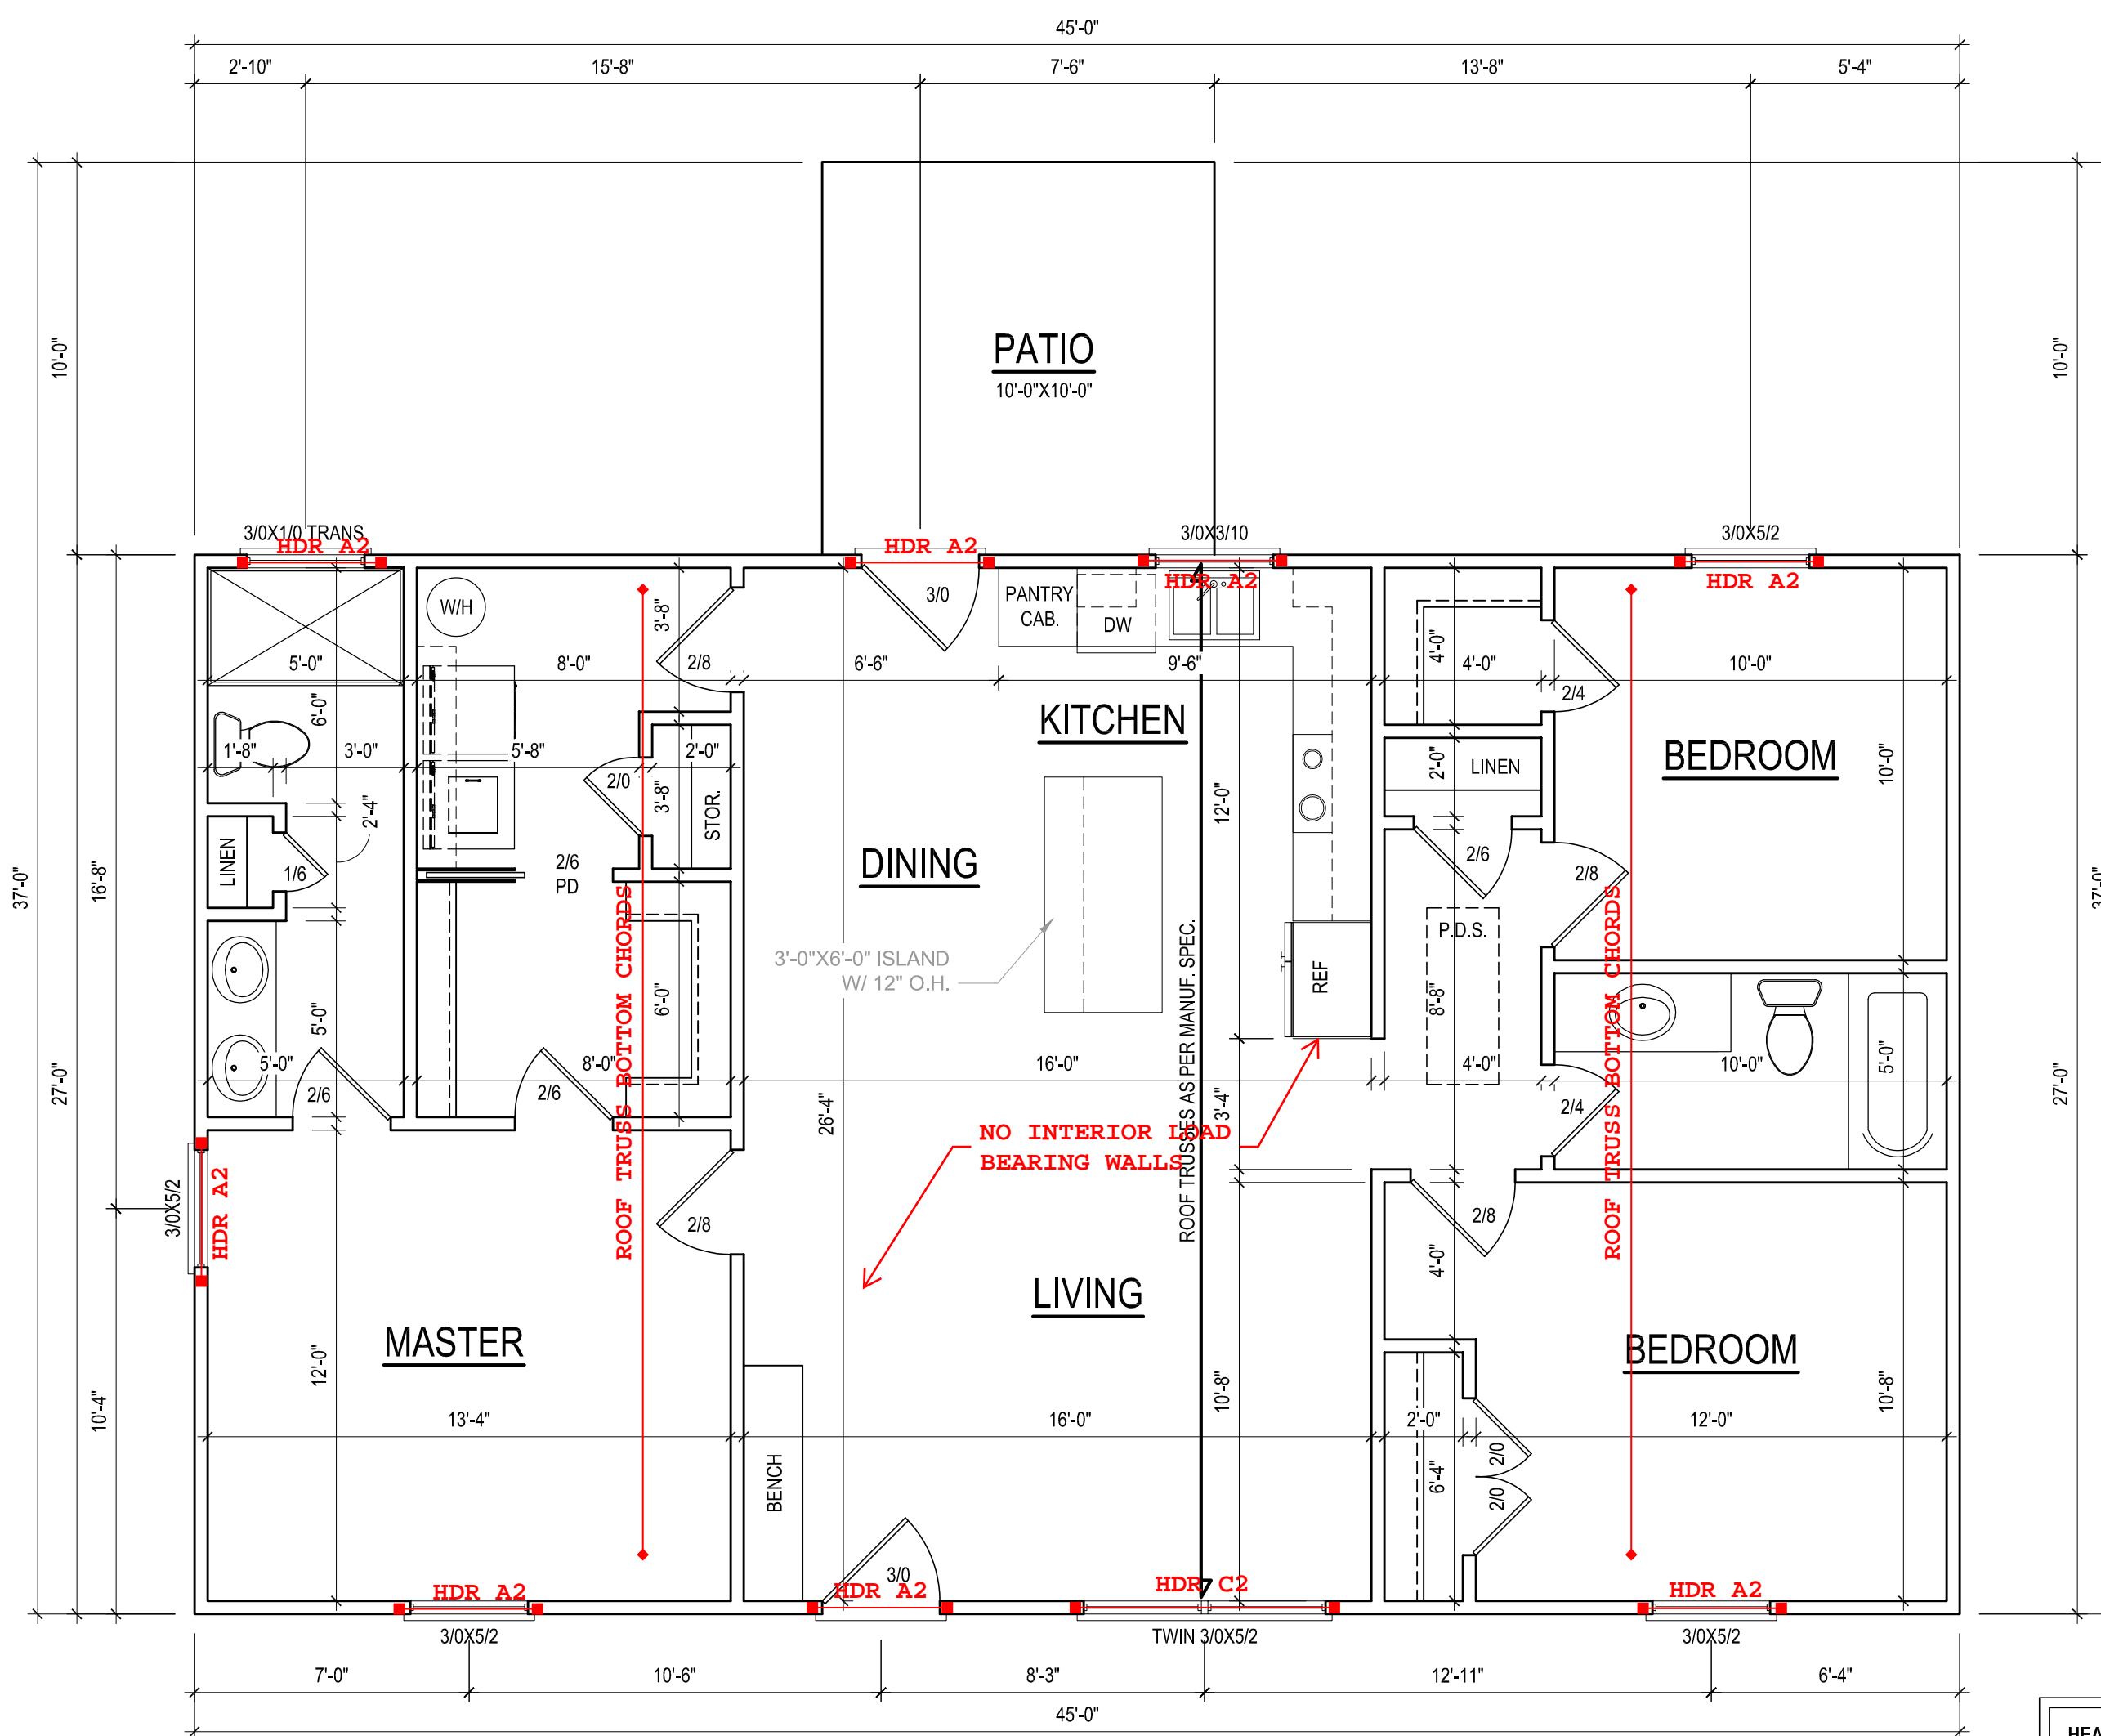 45'-0"
2'-10"
15'-8"
7'-6"
13'-8"
5'-4"
10'-0"
10'-0"
PATIO
10'-0"X10'-0"
3/0X1/0 TRANS
HDR A2
HDR A2
3/0X3/10
HDR A2
3/0X5/2
HDR A2
W/H
3'-8"
3/0
PANTRY
CAB.
DW
5'-0"
8'-0"
2/8
6'-6"
9'-6"
4'-0"
4'-0"
2/4
10'-0"
6'-0"
KITCHEN
BEDROOM
1'-8"
3'-0"
5'-8"
2'-0"
2/0
3'-8"
STOR.
12'-0"
2'-0"
LINEN
10'-0"
2'-4"
LINEN
1/6
2/6
PD
DINING
2/6
2/8
37'-0"
16'-8"
37'-0"
3'-0"X6'-0" ISLAND
W/ 12" O.H.
P.D.S.
REF
ROOF TRUSS BOTTOM CHORDS
ROOF TRUSSES AS PER MANUF. SPEC.
ROOF TRUSS BOTTOM CHORDS
6'-0"
8'-8"
5'-0"
5'-0"
8'-0"
16'-0"
4'-0"
10'-0"
5'-0"
27'-0"
27'-0"
2/6
2/6
26'-4"
3'-4"
2/4
NO INTERIOR LOAD
BEARING WALLS
3/0X5/2
HDR A2
2/8
2/8
4'-0"
LIVING
MASTER
BEDROOM
12'-0"
10'-4"
13'-4"
16'-0"
10'-8"
2'-0"
12'-0"
10'-8"
BENCH
6'-4"
2/0
2/0
3/0
HDR A2
HDR A2
HDR C2
HDR A2
3/0X5/2
TWIN 3/0X5/2
3/0X5/2
7'-0"
10'-6"
8'-3"
12'-11"
6'-4"
45'-0"